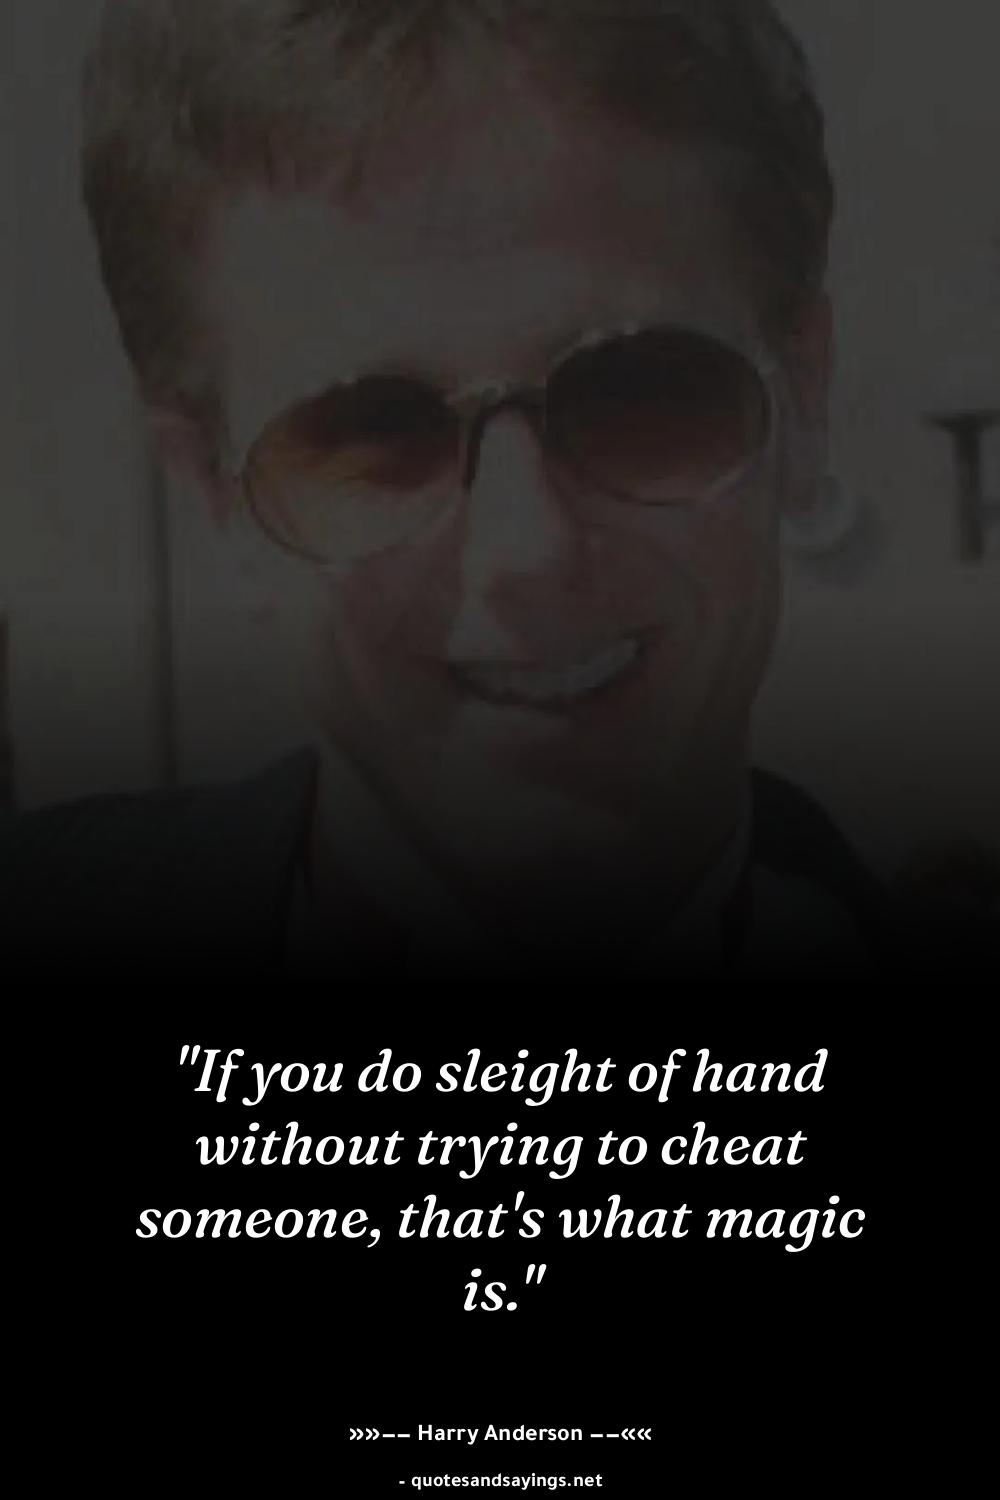 "If you do sleight of hand
without trying to cheat
someone, that's what magic
is."
»»–– Harry Anderson ––««
- quotesandsayings.net